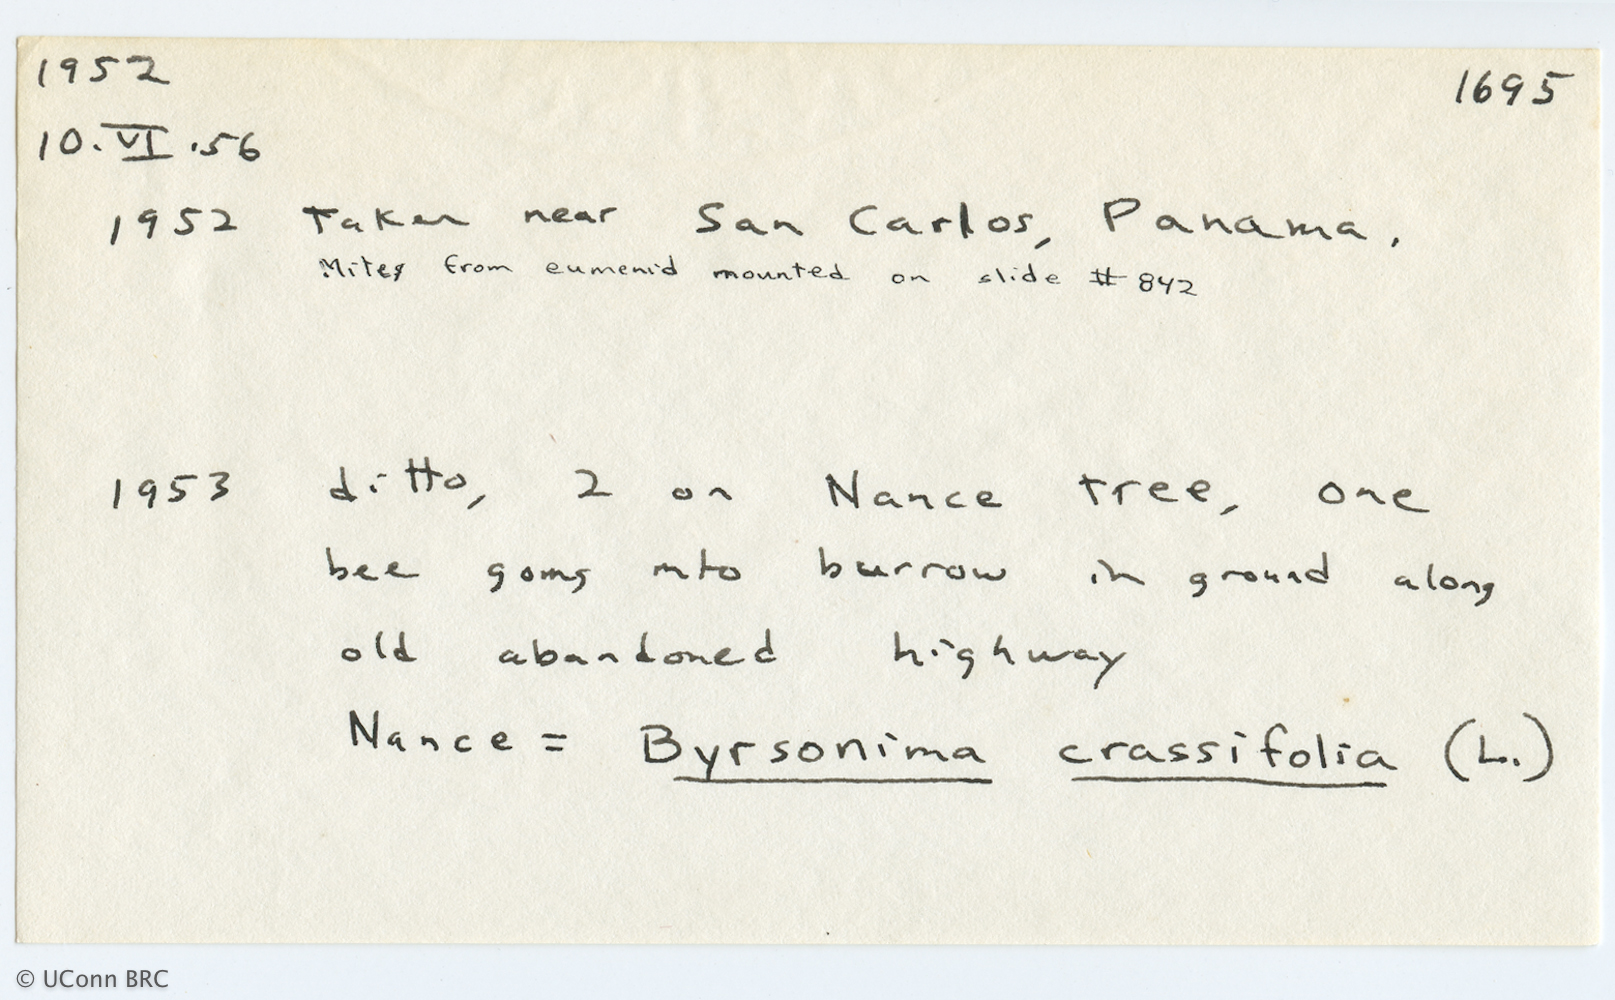 1952
1695
10.VI.56
1952 Taken near San Carlos, Panama.
Mites from eumenid mounted on slide # 842
1953 ditto, 2 on Nance tree, one
bee going into burrow in ground along
old abandoned highway
Nance = Byrsonima crassifolia (L.)
© UConn BRC